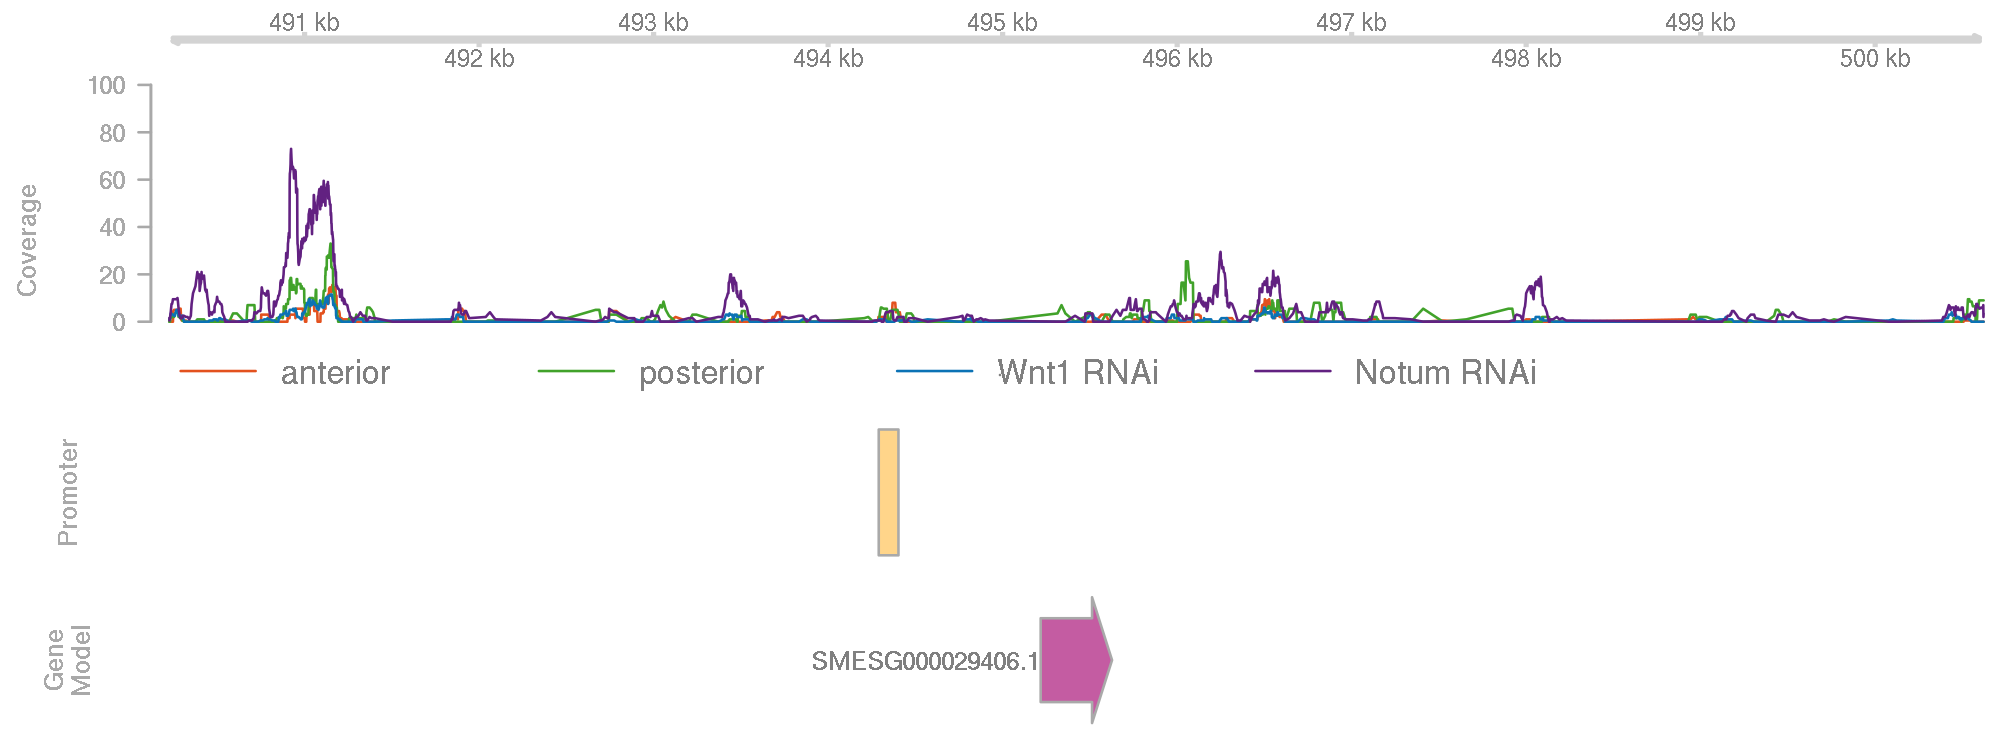 491 kb 493 kb 495 kb 497 kb 499 kb
492 kb 494 kb 496 kb 498 kb 500 kb
100
80
60
40
20
0
Coverage
anterior posterior Wnt1 RNAi Notum RNAi
Promoter
Gene
Model
SMESG000029406.1